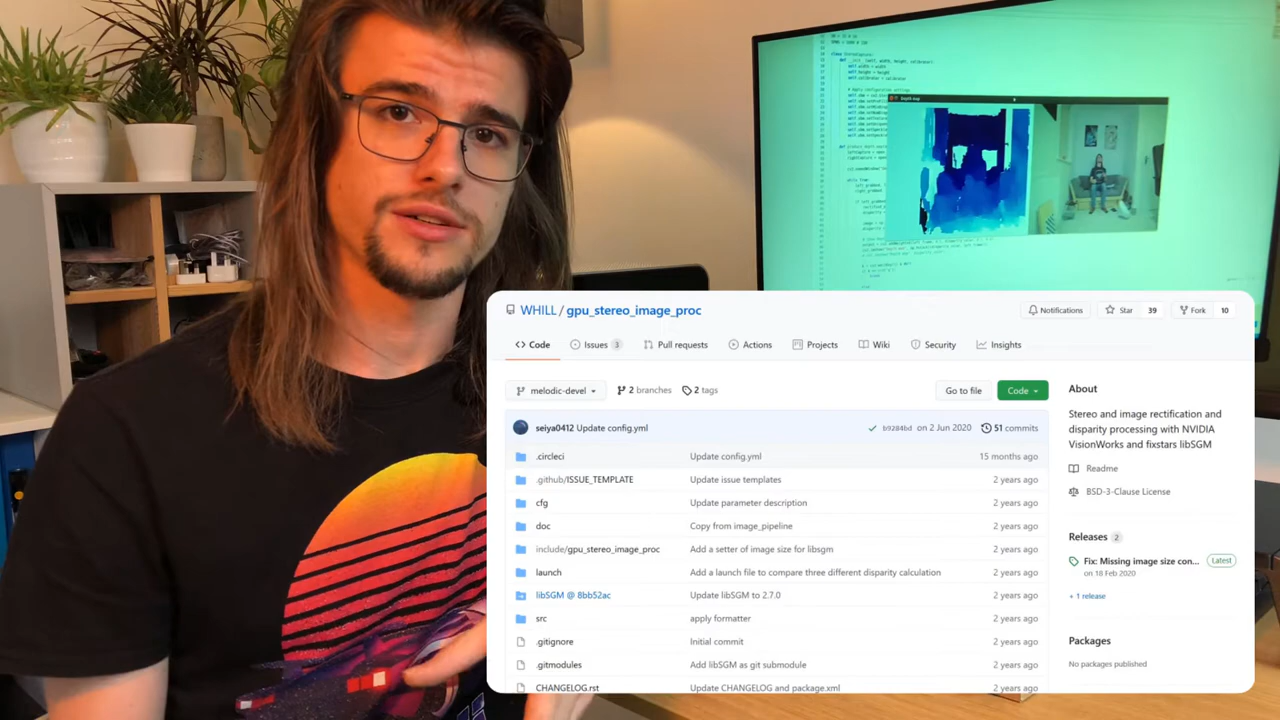 Depth map
WHILL / gpu_stereo_image_proc
Notifications Star 39 Fork 10
Code Issues 3 Pull requests Actions Projects Wiki Security Insights
melodic-devel 2 branches 2 tags Go to file Code
About
Stereo and image rectification and
disparity processing with NVIDIA
VisionWorks and fixstars libSGM
Readme
BSD-3-Clause License
Releases 2
Fix: Missing image size con... Latest
on 18 Feb 2020
+ 1 release
Packages
No packages published
seiya0412 Update config.yml b9284bd on 2 Jun 2020 51 commits
.circleci Update config.yml 15 months ago
.github/ISSUE_TEMPLATE Update issue templates 2 years ago
cfg Update parameter description 2 years ago
doc Copy from image_pipeline 2 years ago
include/gpu_stereo_image_proc Add a setter of image size for libsgm 2 years ago
launch Add a launch file to compare three different disparity calculation 2 years ago
libSGM @ 8bb52ac Update libSGM to 2.7.0 2 years ago
src apply formatter 2 years ago
.gitignore Initial commit 2 years ago
.gitmodules Add libSGM as git submodule 2 years ago
CHANGELOG.rst Update CHANGELOG and package.xml 2 years ago